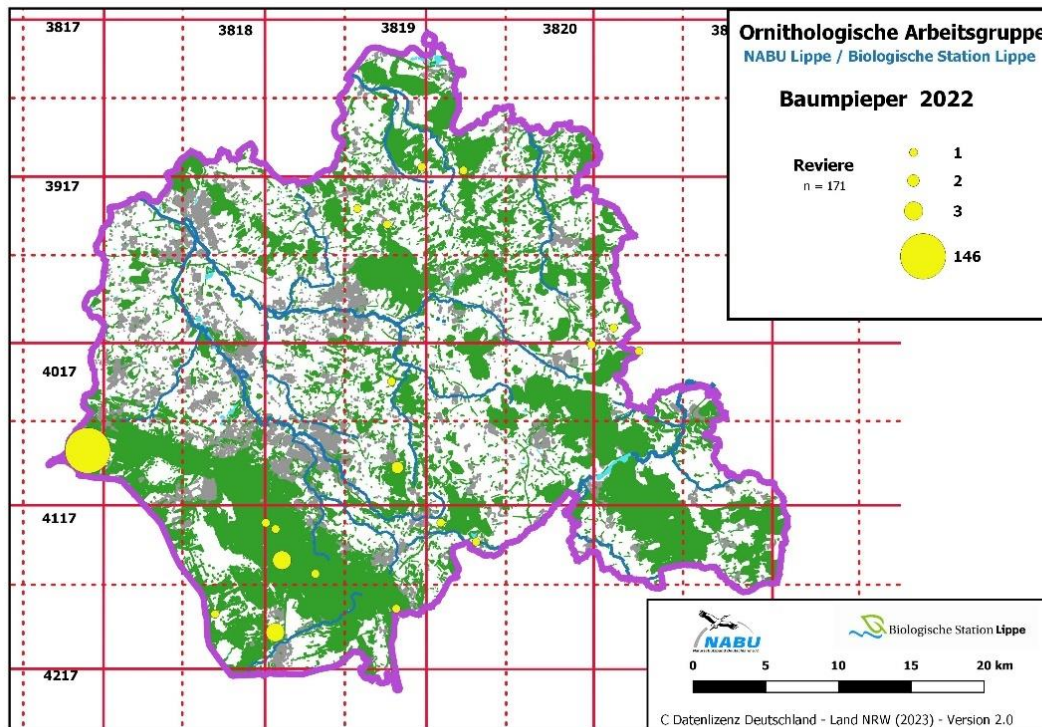 3817
3818
3819
3820
38
Ornithologische Arbeitsgruppe
NABU Lippe / Biologische Station Lippe
Baumpieper 2022
Reviere
n = 171
1
2
3
146
3917
4017
4117
4217
NABU
Biologische Station Lippe
0 5 10 15 20 km
C Datenlizenz Deutschland - Land NRW (2023) - Version 2.0